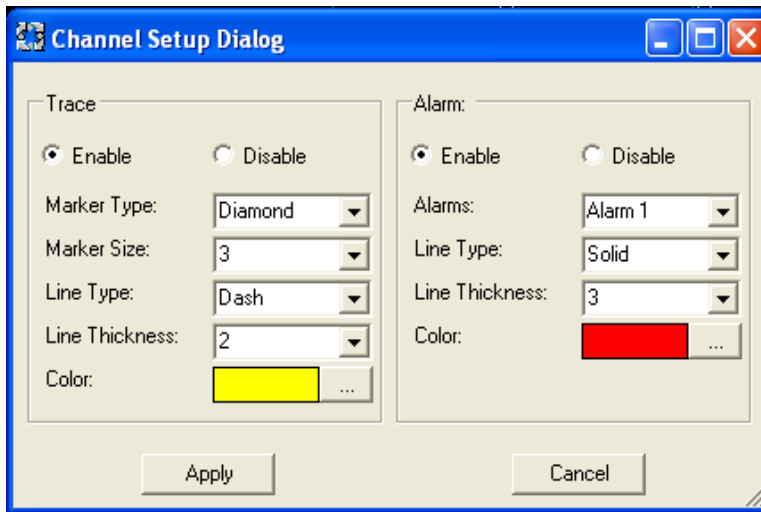 Channel Setup Dialog
Trace
Enable Disable
Marker Type: Diamond
Marker Size: 3
Line Type: Dash
Line Thickness: 2
Color: ...
Alarm:
Enable Disable
Alarms: Alarm 1
Line Type: Solid
Line Thickness: 3
Color: ...
Apply Cancel